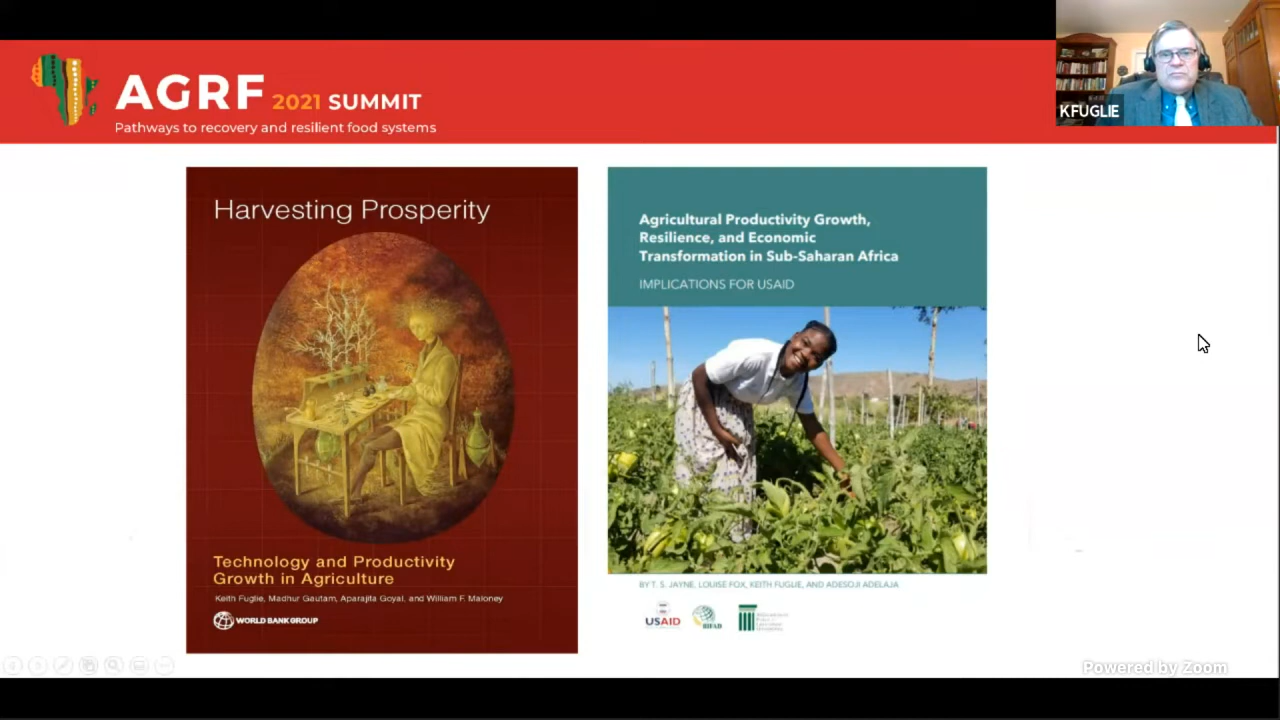 AGRF 2021 SUMMIT
Pathways to recovery and resilient food systems
KFUGLIE
Harvesting Prosperity
Technology and Productivity
Growth in Agriculture
Keith Fuglie, Madhur Gautam, Aparajita Goyal, and William F. Maloney
WORLD BANK GROUP
Agricultural Productivity Growth,
Resilience, and Economic
Transformation in Sub-Saharan Africa
IMPLICATIONS FOR USAID
BY T. S. JAYNE, LOUISE FOX, KEITH FUGLIE, AND ADESOJI ADELAJA
USAID
BIFAD
Powered by Zoom